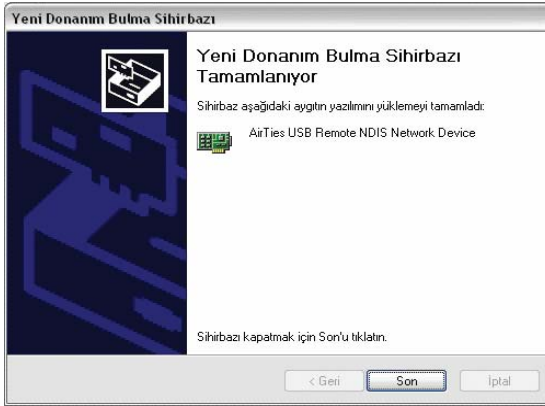 Yeni Donanım Bulma Sihirbazı
Yeni Donanım Bulma Sihirbazı
Tamamlanıyor
Sihirbaz aşağıdaki aygıtın yazılımını yüklemeyi tamamladı:
AirTies USB Remote NDIS Network Device
Sihirbazı kapatmak için Son'u tıklatın.
< Geri
Son
İptal